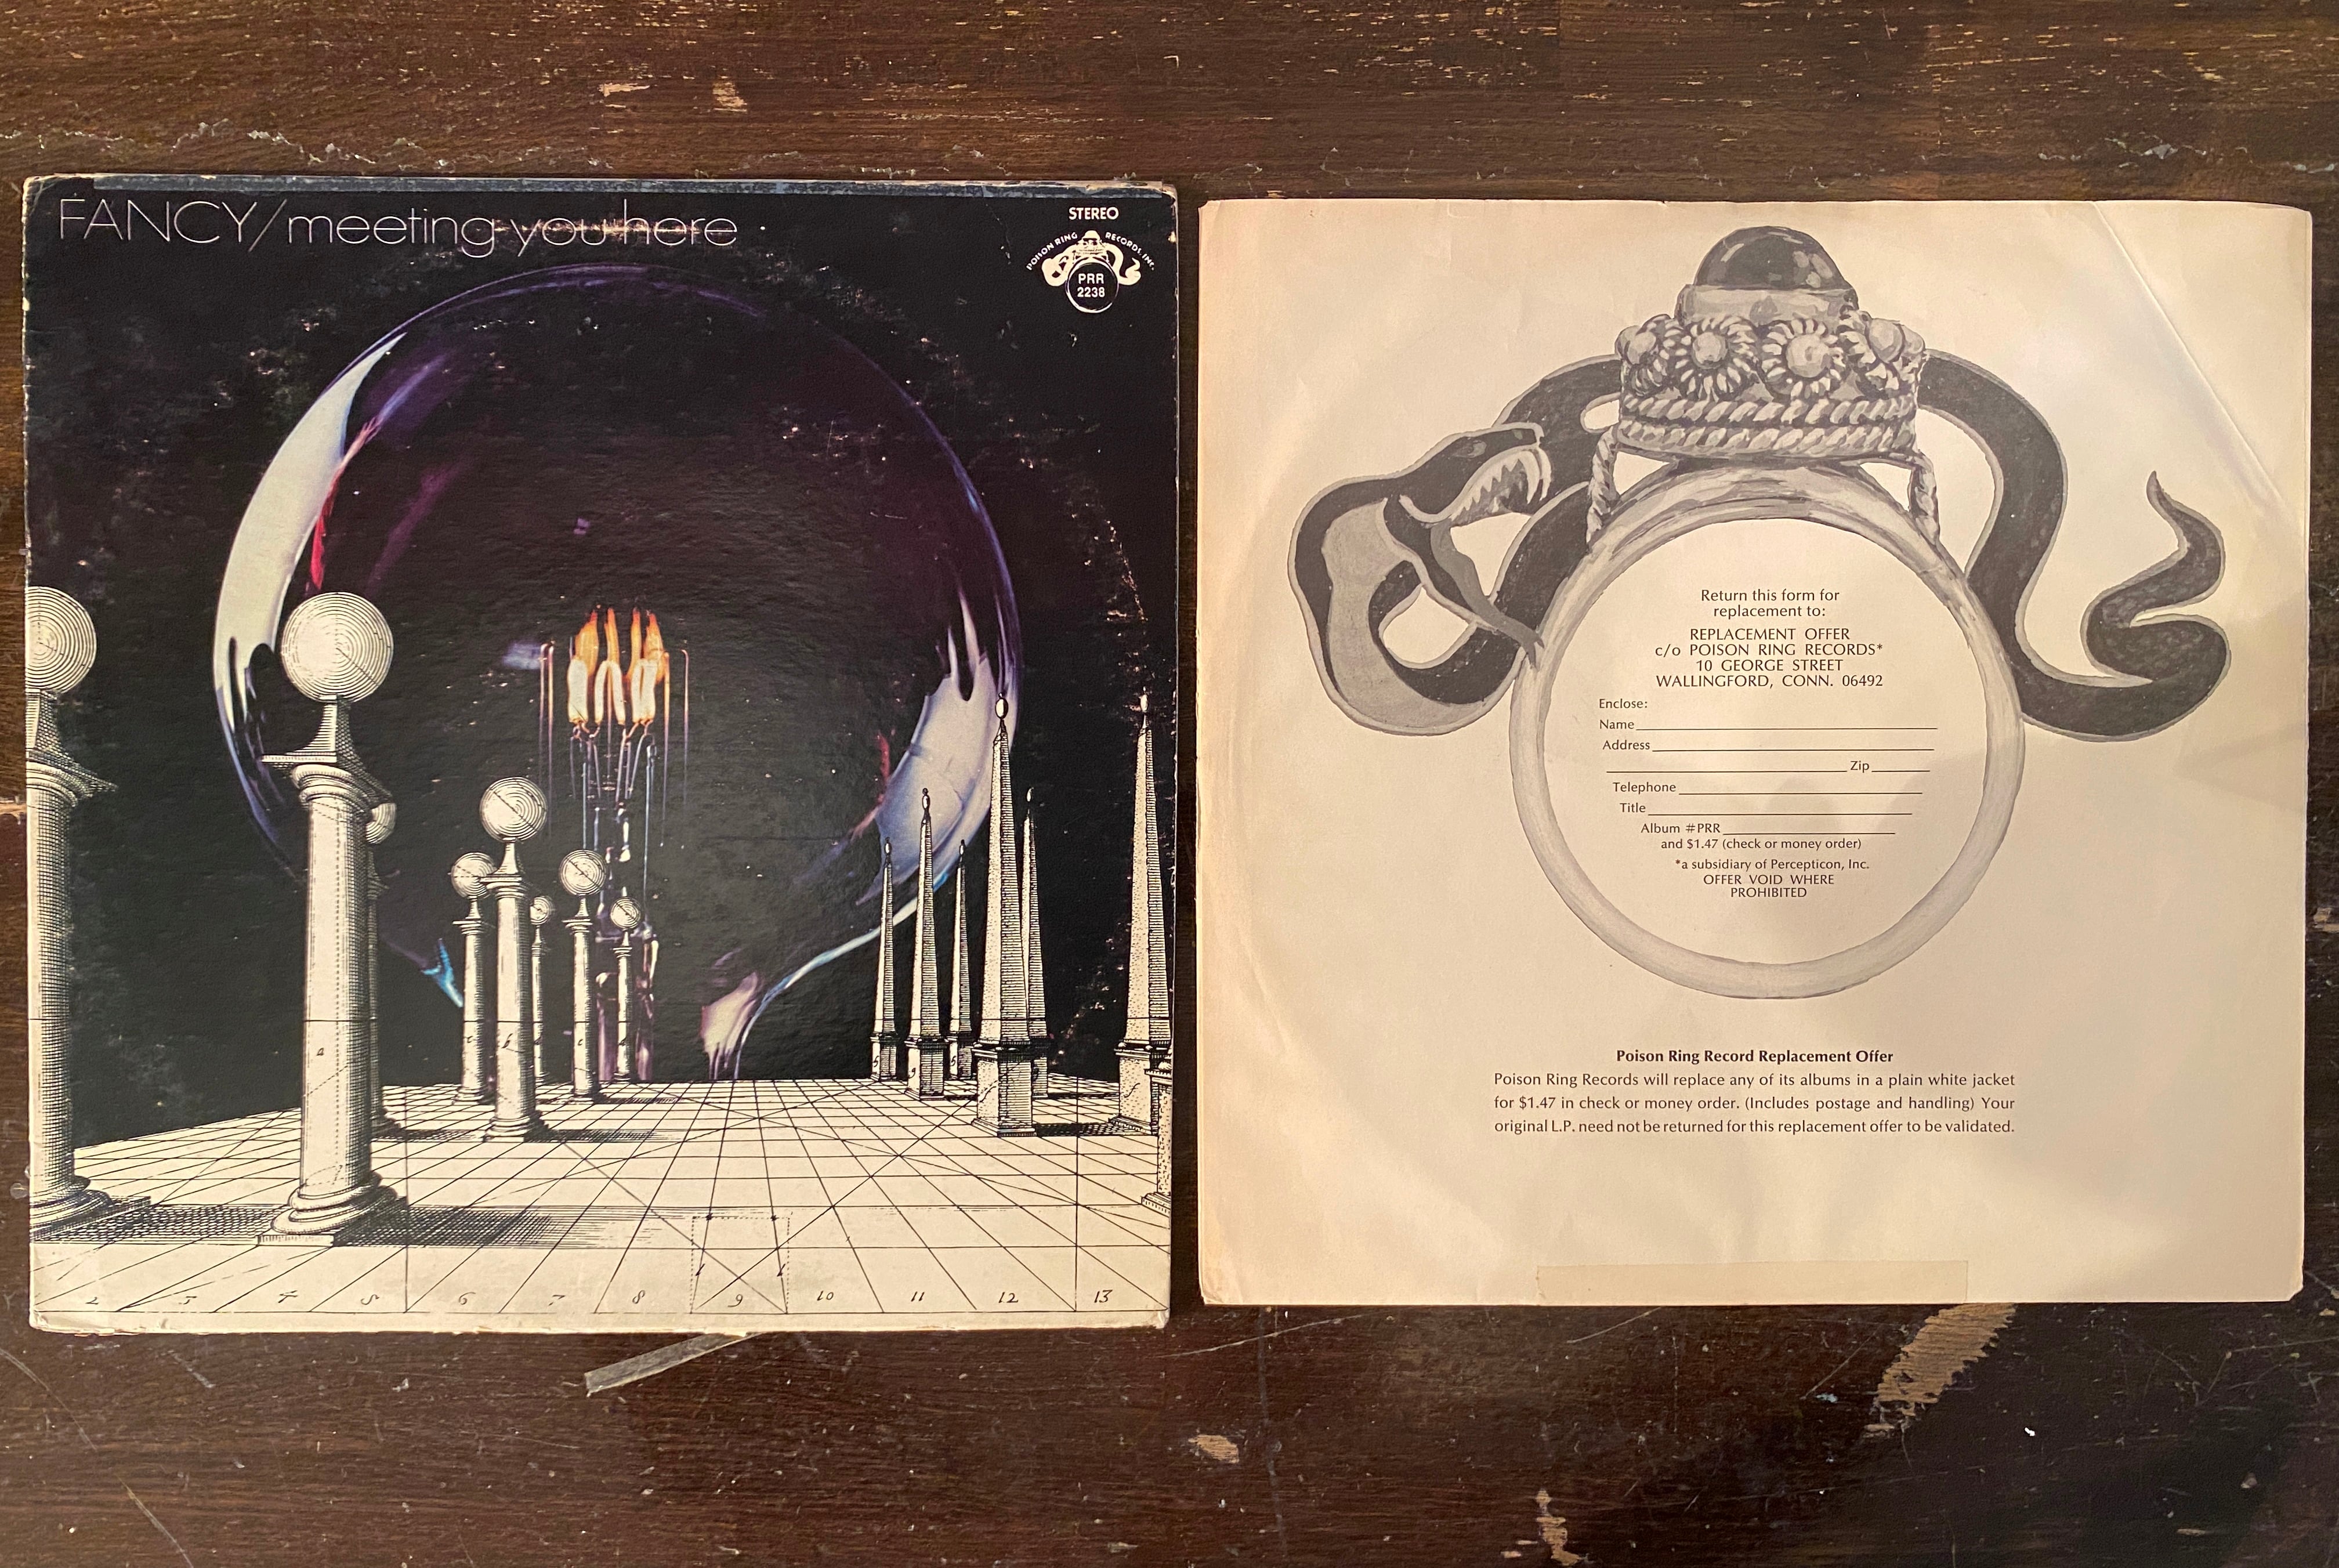 FANCY/meeting you here
STEREO
POISON RING RECORDS, INC.
PRR
2238
a
b
c
2
3
4
5
6
7
8
9
10
11
12
13
Return this form for
replacement to:
REPLACEMENT OFFER
c/o POISON RING RECORDS*
10 GEORGE STREET
WALLINGFORD, CONN. 06492
Enclose:
Name
Address
Zip
Telephone
Title
Album #PRR
and $1.47 (check or money order)
*a subsidiary of Percepticon, Inc.
OFFER VOID WHERE
PROHIBITED
Poison Ring Record Replacement Offer
Poison Ring Records will replace any of its albums in a plain white jacket
for $1.47 in check or money order. (Includes postage and handling) Your
original L.P. need not be returned for this replacement offer to be validated.